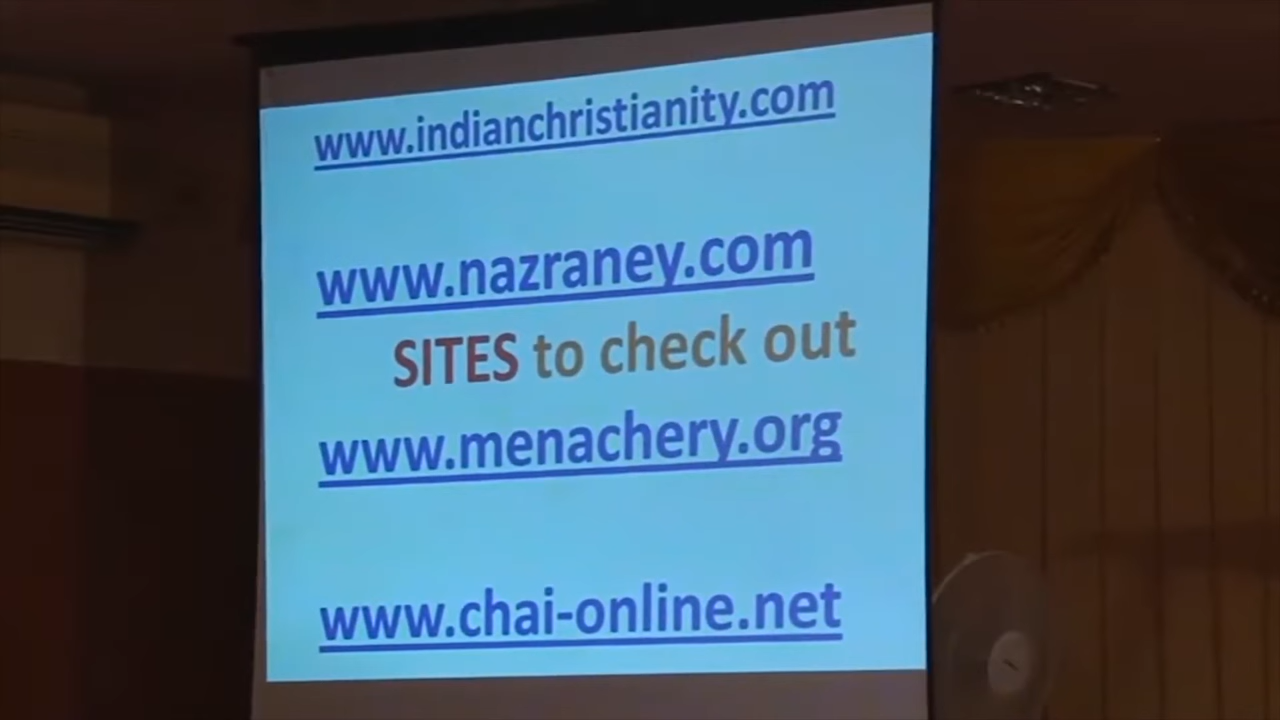 www.indianchristianity.com
www.nazraney.com
SITES to check out
www.menachery.org
www.chai-online.net